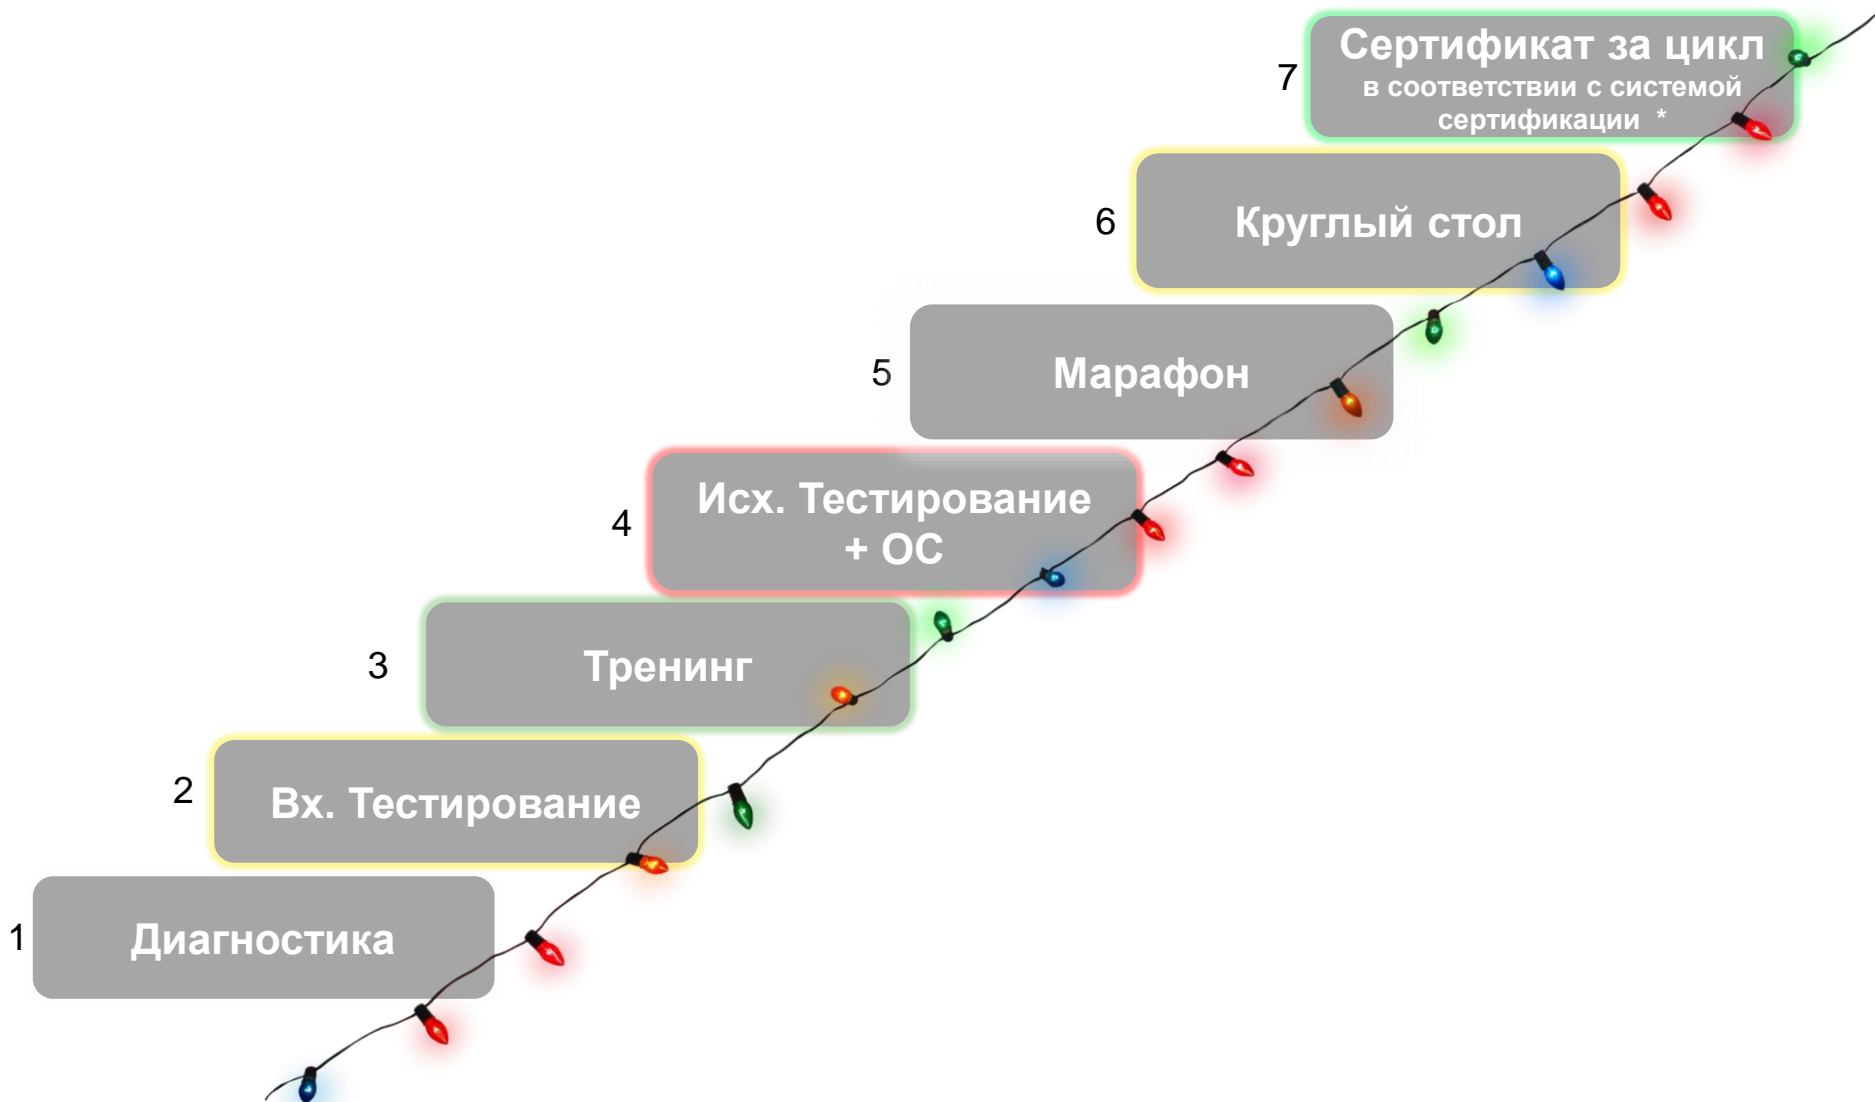 7
Сертификат за цикл
в соответствии с системой
сертификации *
6
Круглый стол
5
Марафон
4
Исх. Тестирование
+ ОС
3
Тренинг
2
Вх. Тестирование
1
Диагностика